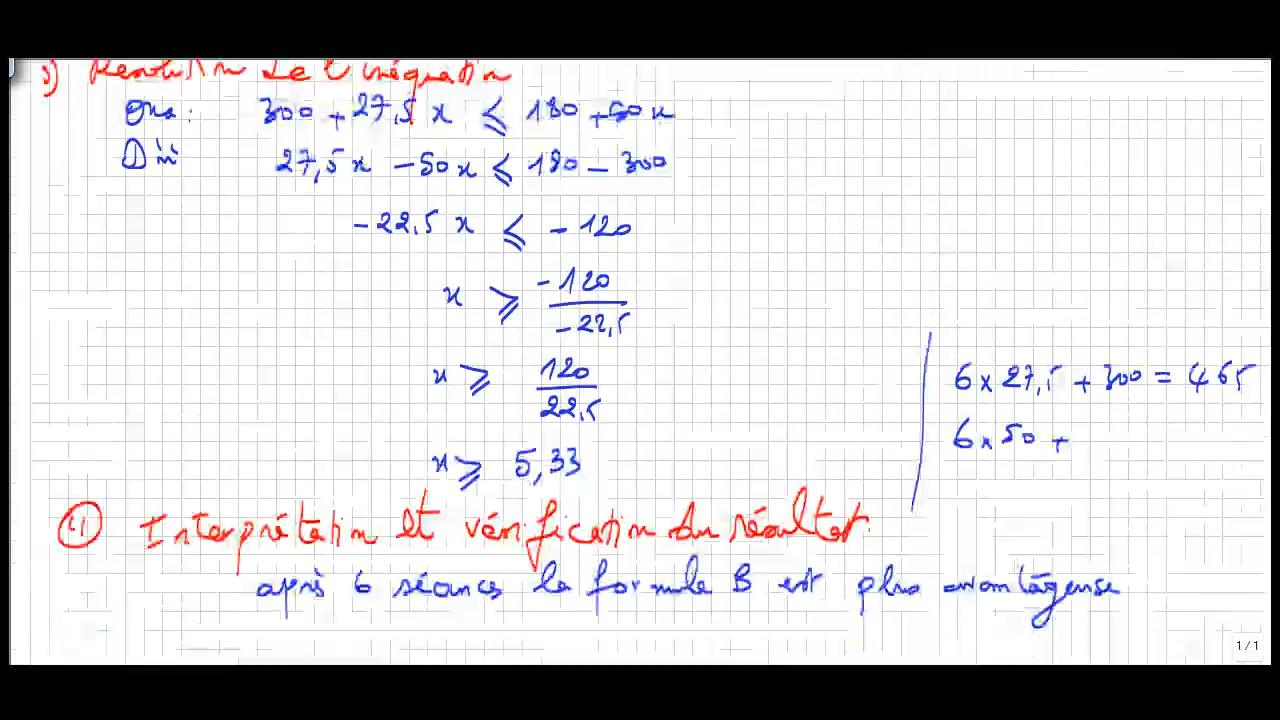 3) Résolution de l'inéquation
On a : 300 + 27,5 x ⩽ 180 + 50 x
D'où 27,5 x - 50 x ⩽ 180 - 300
-22,5 x ⩽ -120
x ⩾ -120 / -22,5
x ⩾ 120 / 22,5
x ⩾ 5,33
6 × 27,5 + 300 = 465
6 × 50 +
4) Interprétation et vérification du résultat.
après 6 séances la formule B est plus avantageuse
1/1